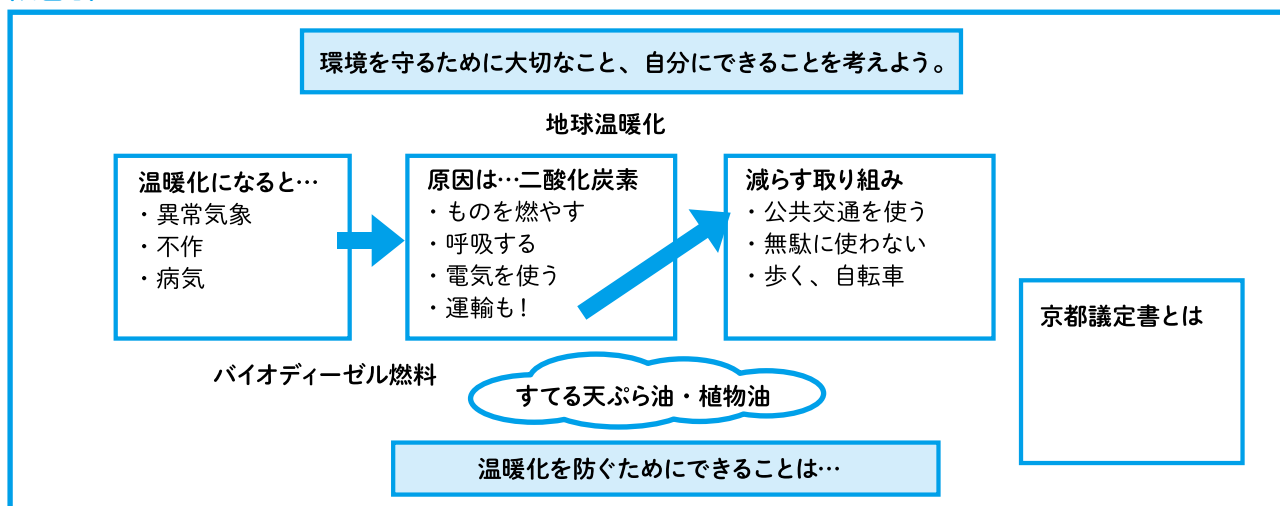 環境を守るために大切なこと、自分にできることを考えよう。
地球温暖化
温暖化になると…
・異常気象
・不作
・病気
原因は…二酸化炭素
・ものを燃やす
・呼吸する
・電気を使う
・運輸も！
減らす取り組み
・公共交通を使う
・無駄に使わない
・歩く、自転車
京都議定書とは
バイオディーゼル燃料
すてる天ぷら油・植物油
温暖化を防ぐためにできることは…